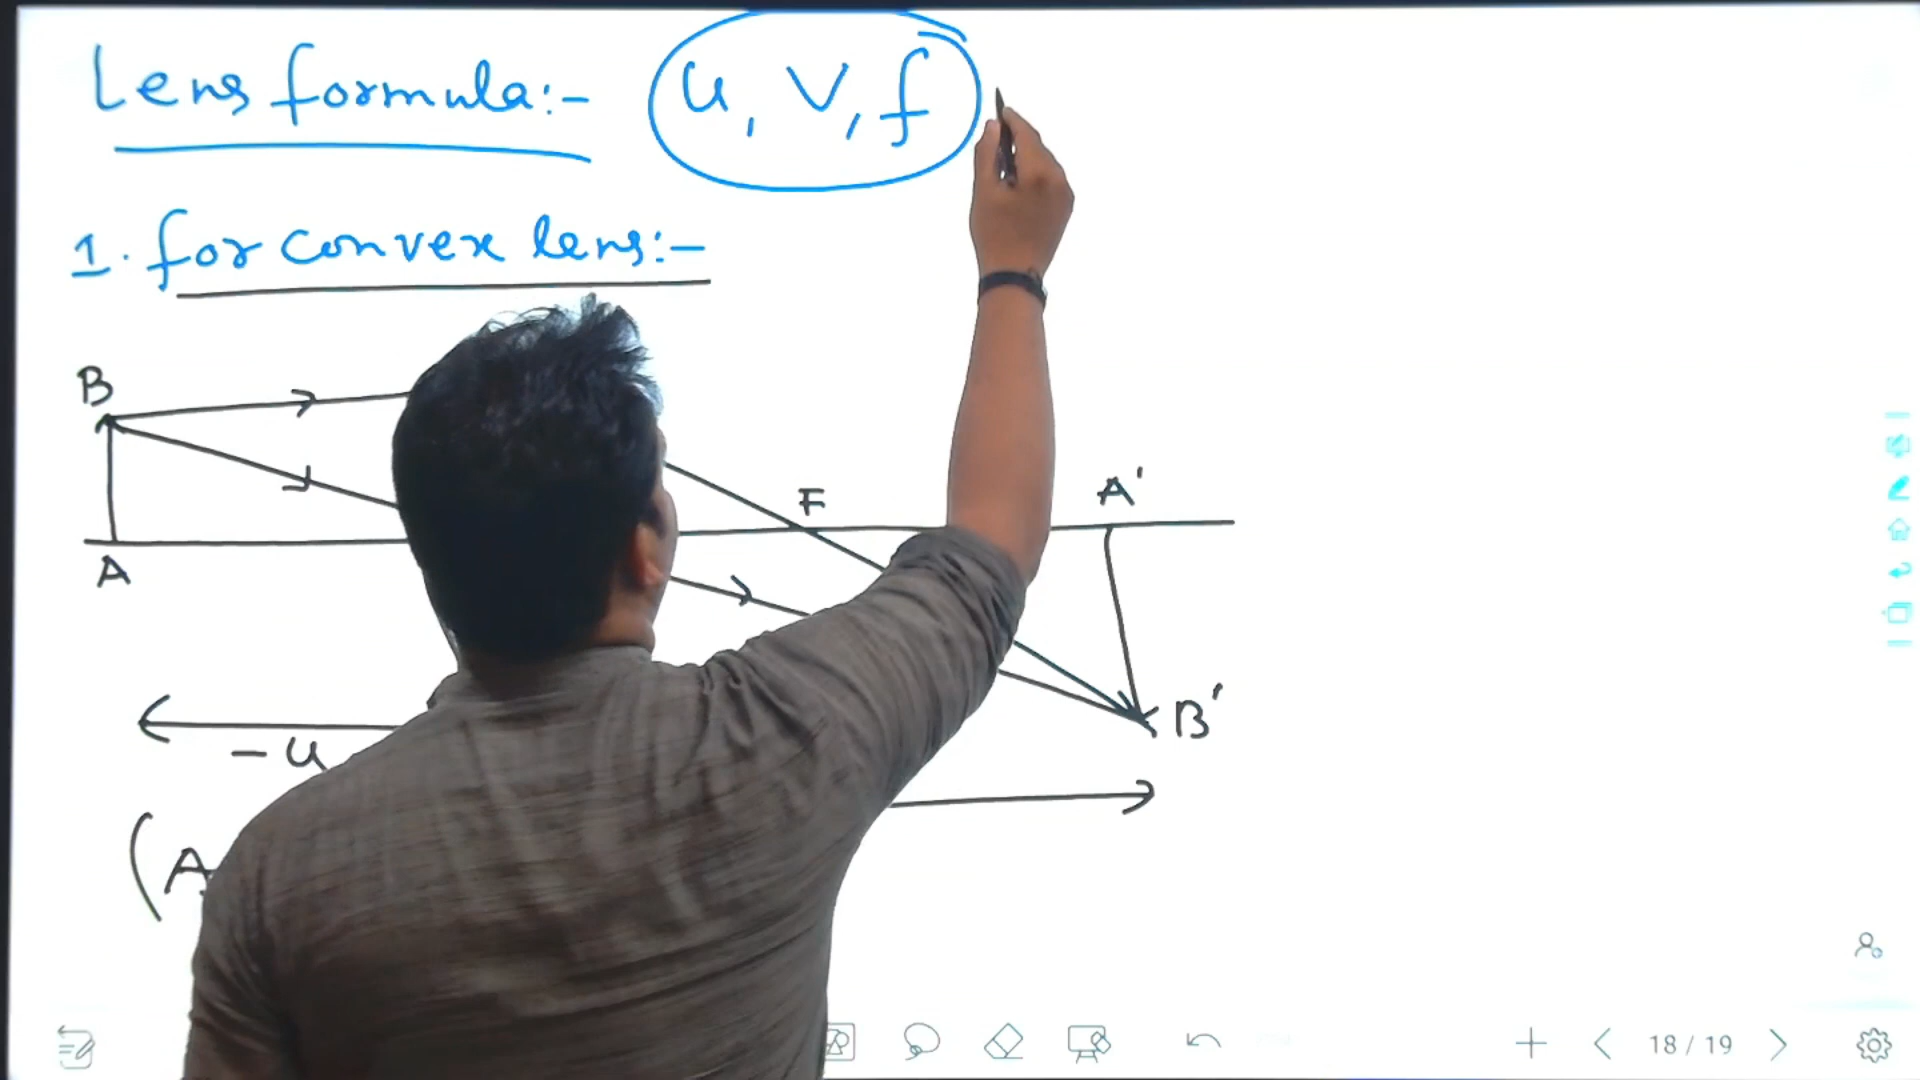 Lens formula:- u, v, f
1. for convex lens:-
B
F
A'
A
B'
- u
(A
18 / 19